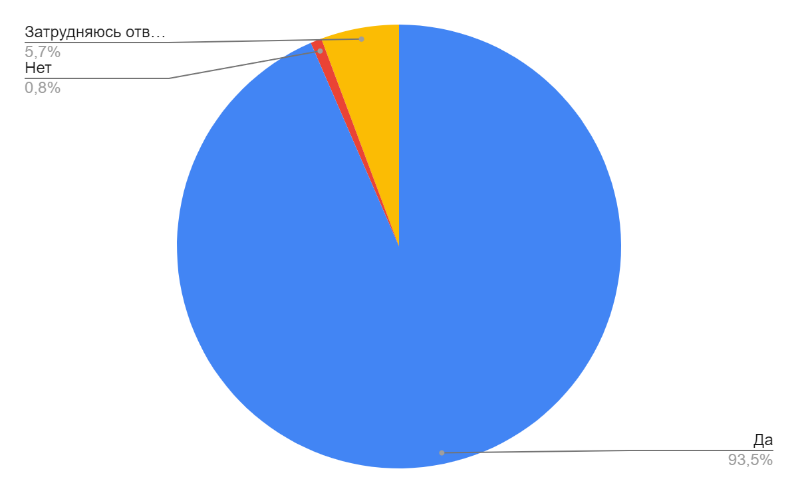 Затрудняюсь отв…
5,7%
Нет
0,8%
Да
93,5%